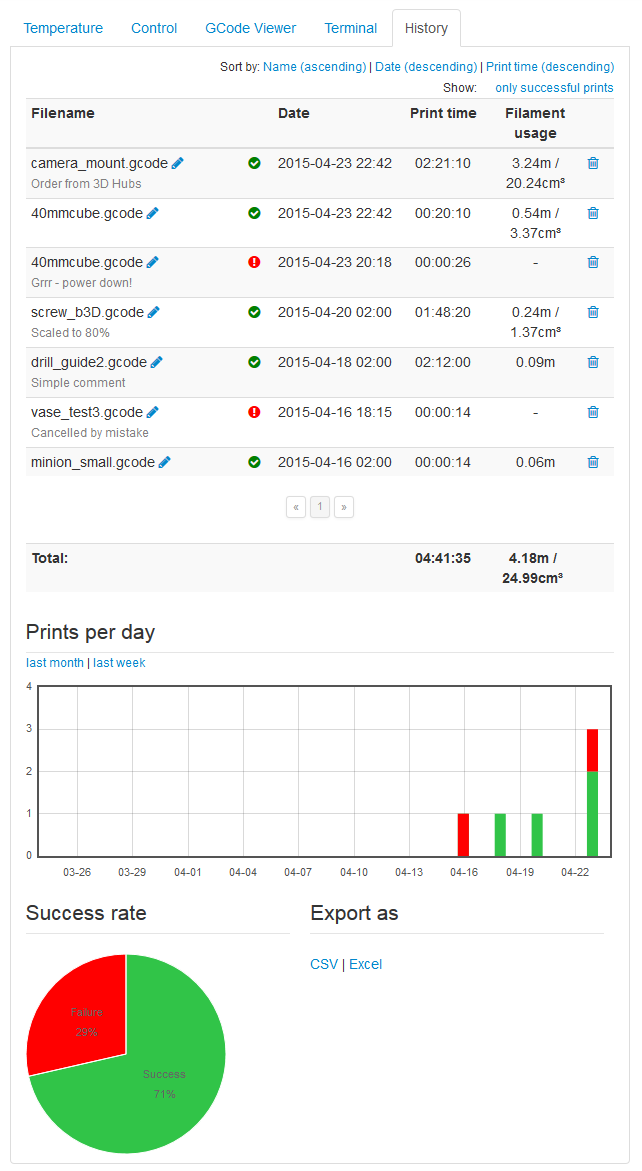 Temperature Control GCode Viewer Terminal History
Sort by: Name (ascending) | Date (descending) | Print time (descending)
Show: only successful prints
Filename Date Print time Filament
usage
camera_mount.gcode 2015-04-23 22:42 02:21:10 3.24m /
Order from 3D Hubs 20.24cm³
40mmcube.gcode 2015-04-23 22:42 00:20:10 0.54m /
3.37cm³
40mmcube.gcode 2015-04-23 20:18 00:00:26 -
Grrr - power down!
screw_b3D.gcode 2015-04-20 02:00 01:48:20 0.24m /
Scaled to 80% 1.37cm³
drill_guide2.gcode 2015-04-18 02:00 02:12:00 0.09m
Simple comment
vase_test3.gcode 2015-04-16 18:15 00:00:14 -
Cancelled by mistake
minion_small.gcode 2015-04-16 02:00 00:00:14 0.06m
« 1 »
Total: 04:41:35 4.18m /
24.99cm³
Prints per day
last month | last week
4
3
2
1
0
03-26 03-29 04-01 04-04 04-07 04-10 04-13 04-16 04-19 04-22
Success rate Export as
CSV | Excel
Failure
29%
Success
71%